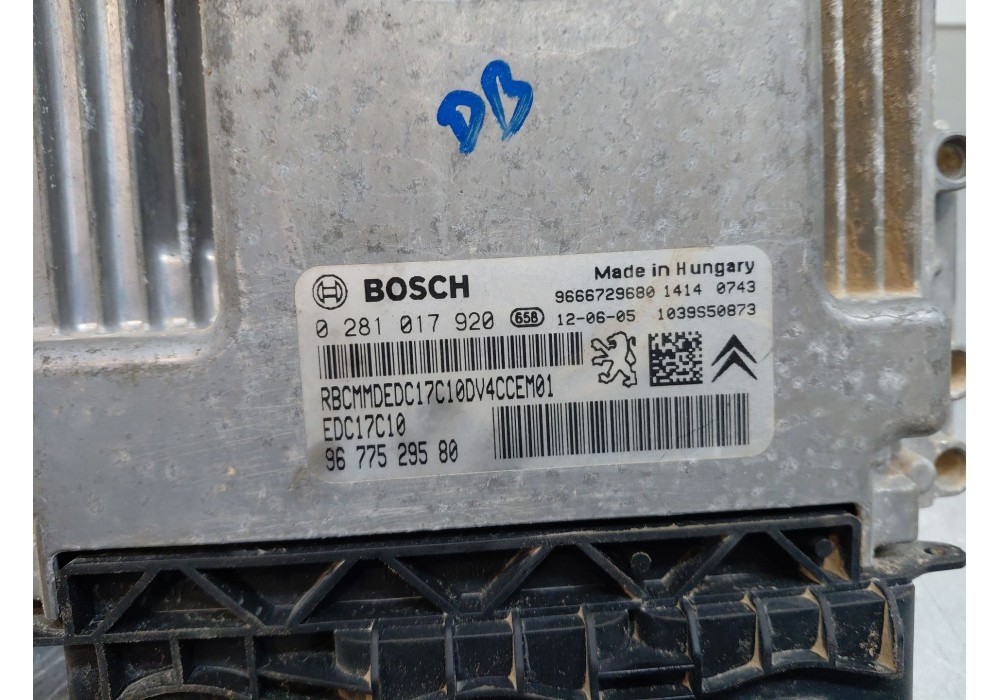 DB
BOSCH
Made in Hungary
9666729680 1414 0743
0 281 017 920 658 12-06-05 1039S50873
RBCMMDEDC17C10DV4CCEM01
EDC17C10
96 775 295 80